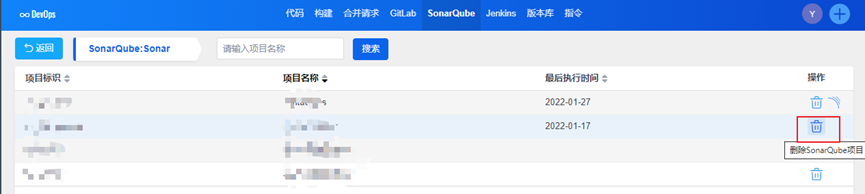 DevOps 代码 构建 合并请求 GitLab SonarQube Jenkins 版本库 指令 Y
返回 SonarQube:Sonar 请输入项目名称 搜索
项目标识 项目名称 最后执行时间 操作
2022-01-27
2022-01-17
删除SonarQube项目